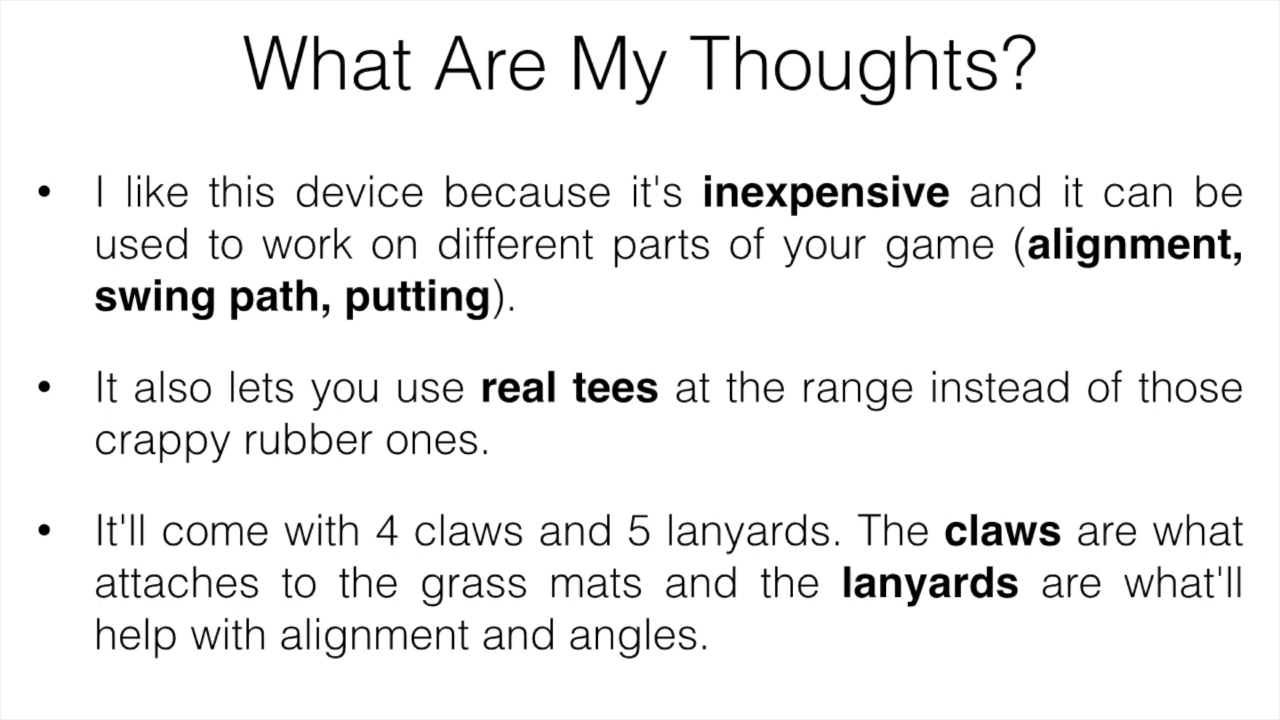 What Are My Thoughts?
• I like this device because it's inexpensive and it can be
used to work on different parts of your game (alignment,
swing path, putting).
• It also lets you use real tees at the range instead of those
crappy rubber ones.
• It'll come with 4 claws and 5 lanyards. The claws are what
attaches to the grass mats and the lanyards are what'll
help with alignment and angles.